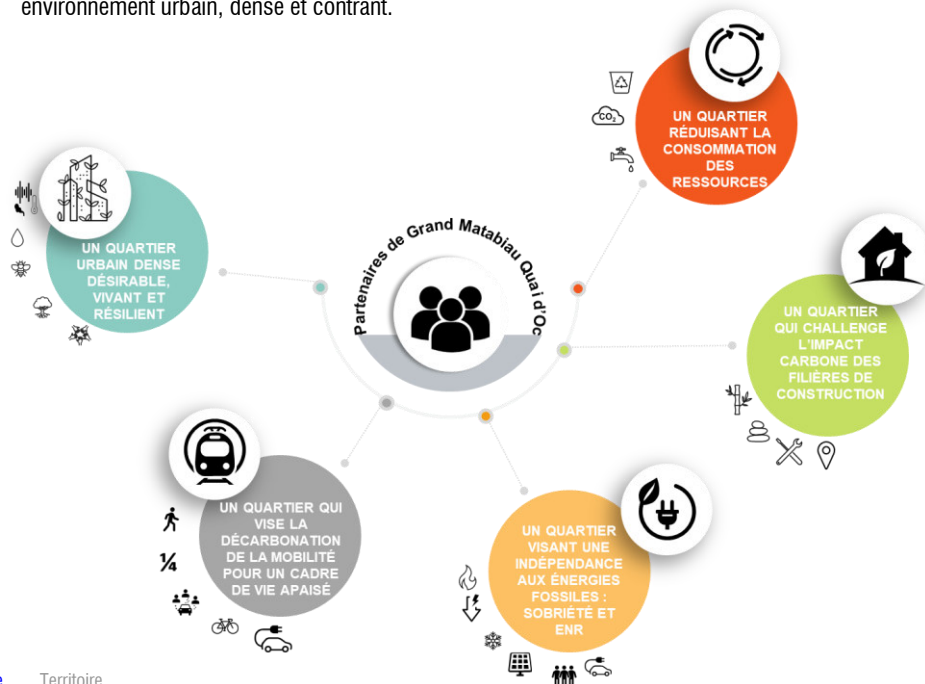 environnement urbain, dense et contrant.
UN QUARTIER
RÉDUISANT LA
CONSOMMATION
DES
RESSOURCES
CO₂
UN QUARTIER
URBAIN DENSE
DÉSIRABLE,
VIVANT ET
RÉSILIENT
Partenaires de Grand Matabiau Quai d'Oc
UN QUARTIER
QUI CHALLENGE
L'IMPACT
CARBONE DES
FILIÈRES DE
CONSTRUCTION
UN QUARTIER QUI
VISE LA
DÉCARBONATION
DE LA MOBILITÉ
POUR UN CADRE
DE VIE APAISÉ
¼
UN QUARTIER
VISANT UNE
INDÉPENDANCE
AUX ÉNERGIES
FOSSILES :
SOBRIÉTÉ ET
ENR
e Territoire